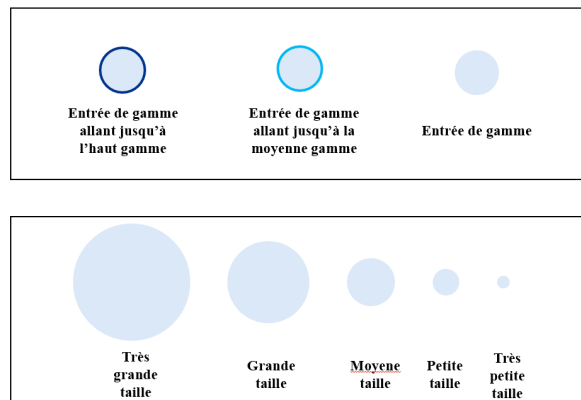 Entrée de gamme
allant jusqu'à
l'haut gamme
Entrée de gamme
allant jusqu'à la
moyenne gamme
Entrée de gamme
Très
grande
taille
Grande
taille
Moyene
taille
Petite
taille
Très
petite
taille